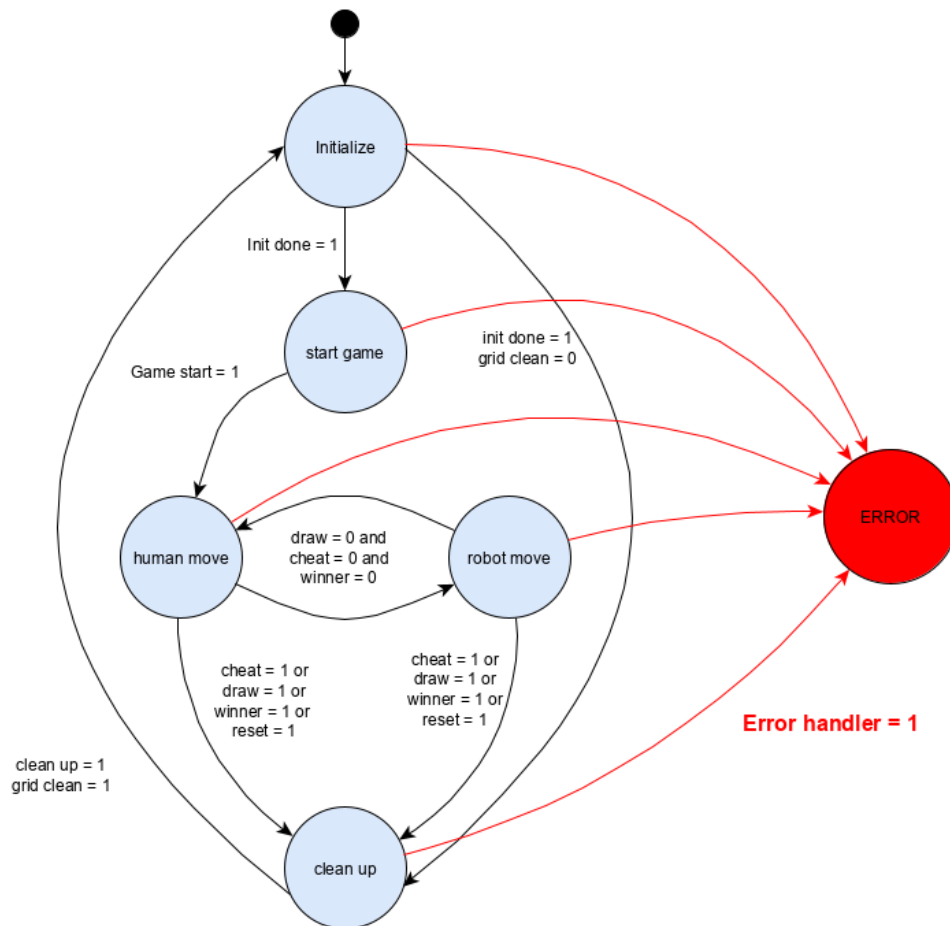 Initialize
Init done = 1
start game
init done = 1
grid clean = 0
Game start = 1
ERROR
human move
draw = 0 and
cheat = 0 and
winner = 0
robot move
cheat = 1 or
draw = 1 or
winner = 1 or
reset = 1
cheat = 1 or
draw = 1 or
winner = 1 or
reset = 1
Error handler = 1
clean up = 1
grid clean = 1
clean up